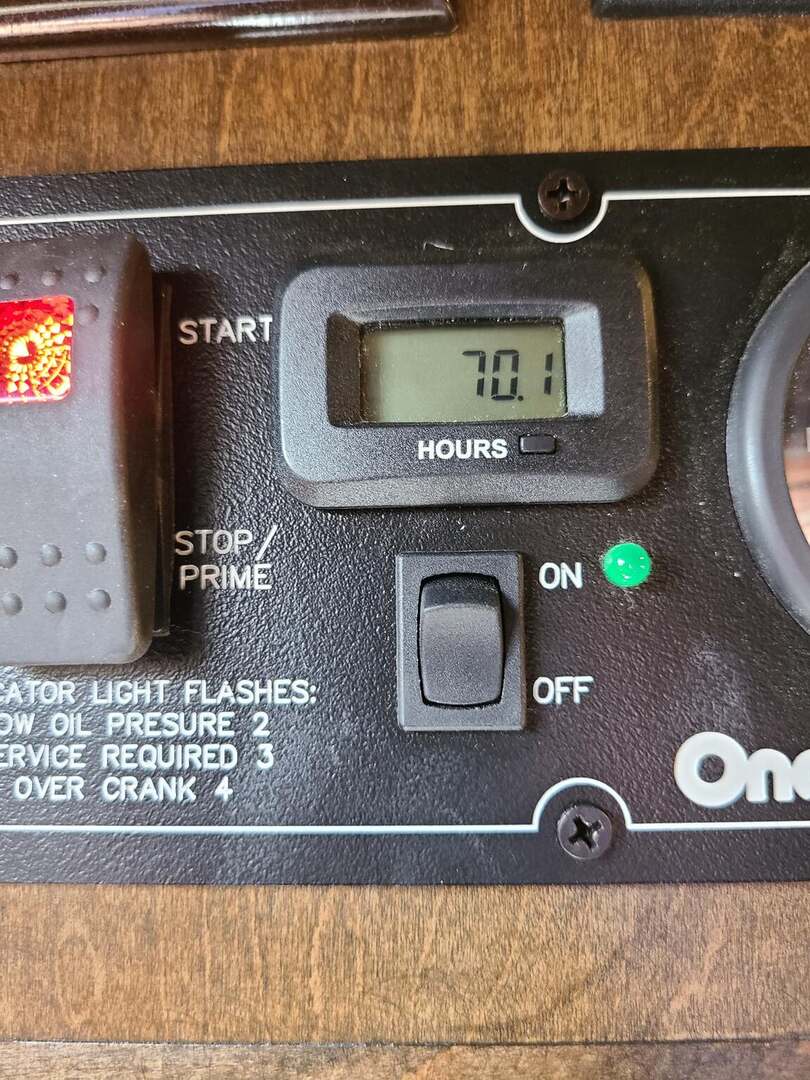 START
70.1
HOURS
STOP/
PRIME
ON
OFF
CATOR LIGHT FLASHES:
OW OIL PRESURE 2
ERVICE REQUIRED 3
OVER CRANK 4
On